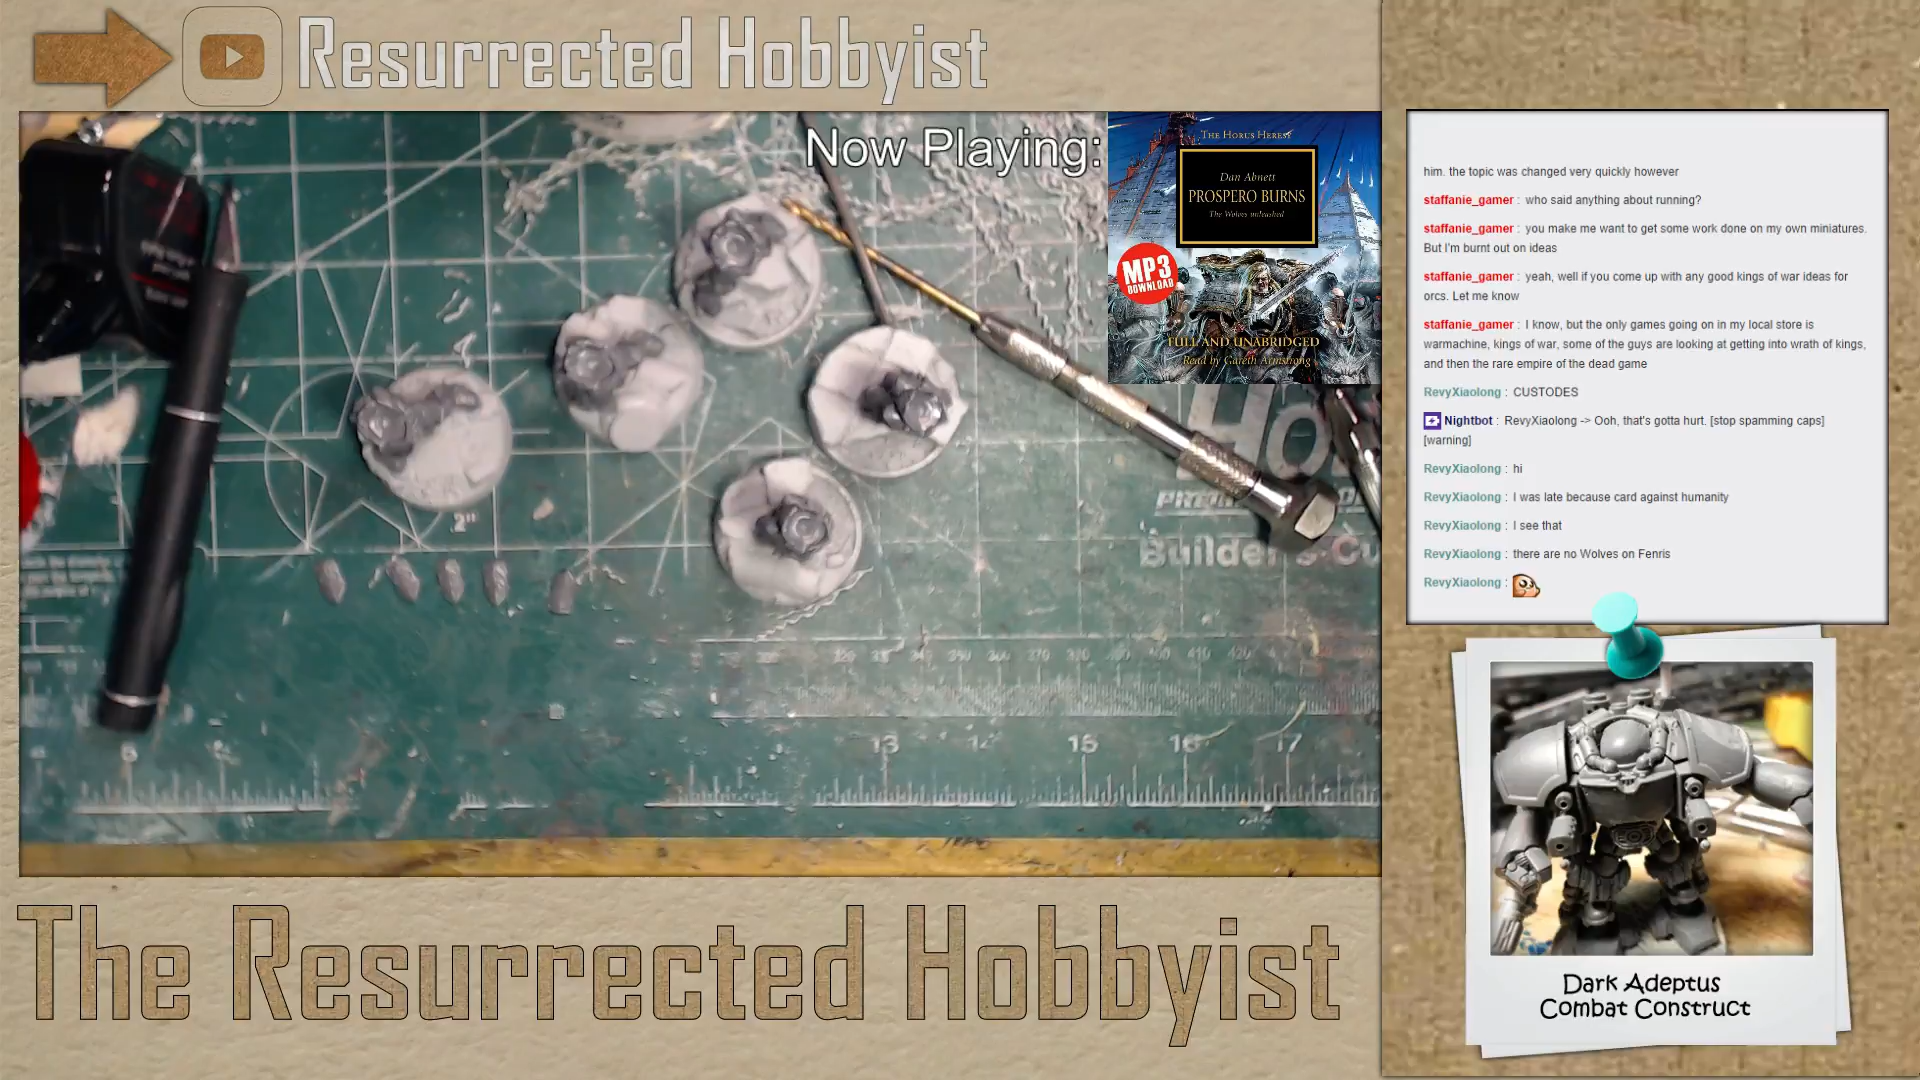 Resurrected Hobbyist
Now Playing:
The Horus Heresy
Dan Abnett
PROSPERO BURNS
The Wolves unleashed
MP3
DOWNLOAD
FULL AND UNABRIDGED
Read by Gareth Armstrong
him. the topic was changed very quickly however
staffanie_gamer : who said anything about running?
staffanie_gamer : you make me want to get some work done on my own miniatures.
But I'm burnt out on ideas
staffanie_gamer : yeah, well if you come up with any good kings of war ideas for
orcs. Let me know
staffanie_gamer : I know, but the only games going on in my local store is
warmachine, kings of war, some of the guys are looking at getting into wrath of kings,
and then the rare empire of the dead game
RevyXiaolong : CUSTODES
Nightbot : RevyXiaolong -> Ooh, that's gotta hurt. [stop spamming caps]
[warning]
RevyXiaolong : hi
RevyXiaolong : I was late because card against humanity
RevyXiaolong : I see that
RevyXiaolong : there are no Wolves on Fenris
RevyXiaolong :
2"
13 14 15 16 17
The Resurrected Hobbyist
Dark Adeptus
Combat Construct